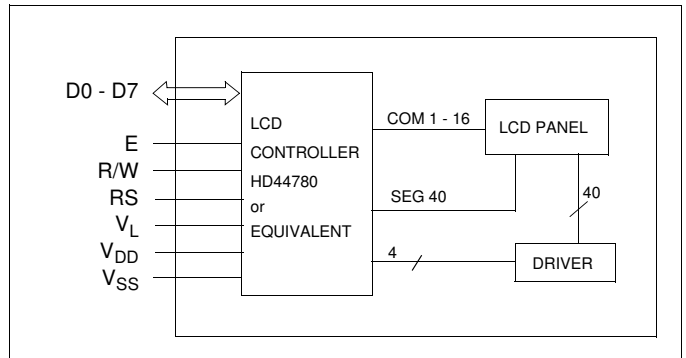 D0 - D7
E
R/W
RS
VL
VDD
VSS
LCD
CONTROLLER
HD44780
or
EQUIVALENT
COM 1 - 16
SEG 40
4
LCD PANEL
40
DRIVER